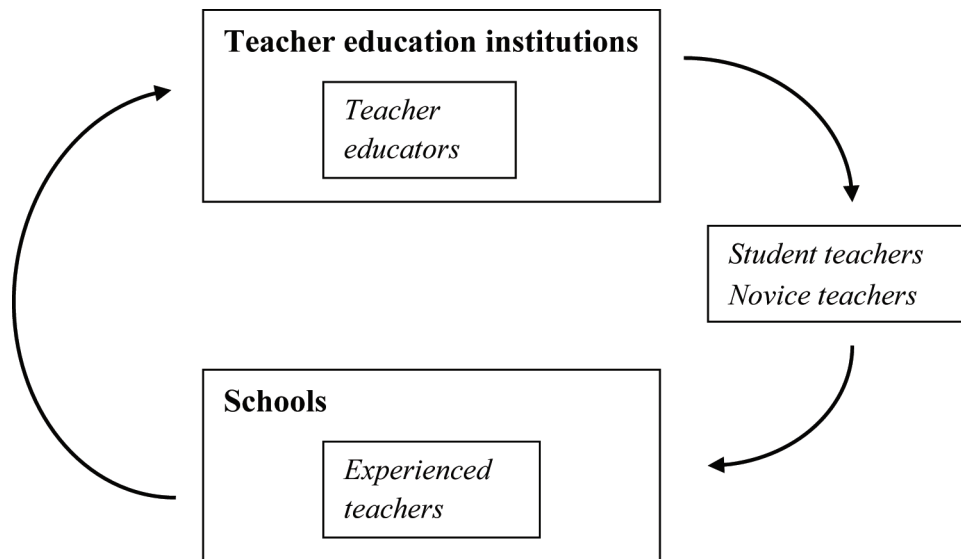 Teacher education institutions
Teacher
educators
Student teachers
Novice teachers
Schools
Experienced
teachers